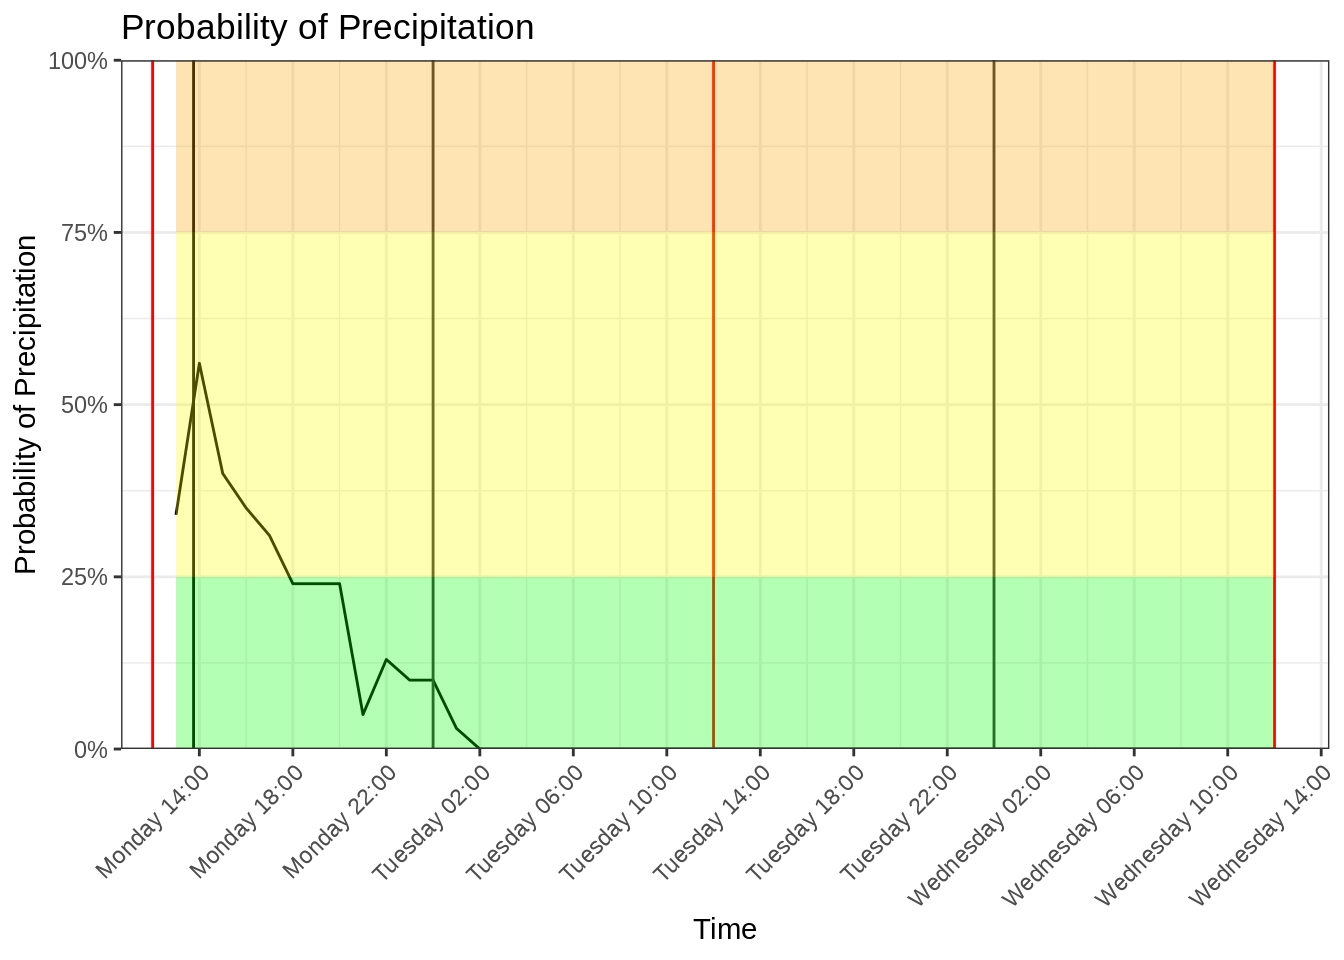 Probability of Precipitation
Probability of Precipitation
100%
75%
50%
25%
0%
Monday 14:00
Monday 18:00
Monday 22:00
Tuesday 02:00
Tuesday 06:00
Tuesday 10:00
Tuesday 14:00
Tuesday 18:00
Tuesday 22:00
Wednesday 02:00
Wednesday 06:00
Wednesday 10:00
Wednesday 14:00
Time